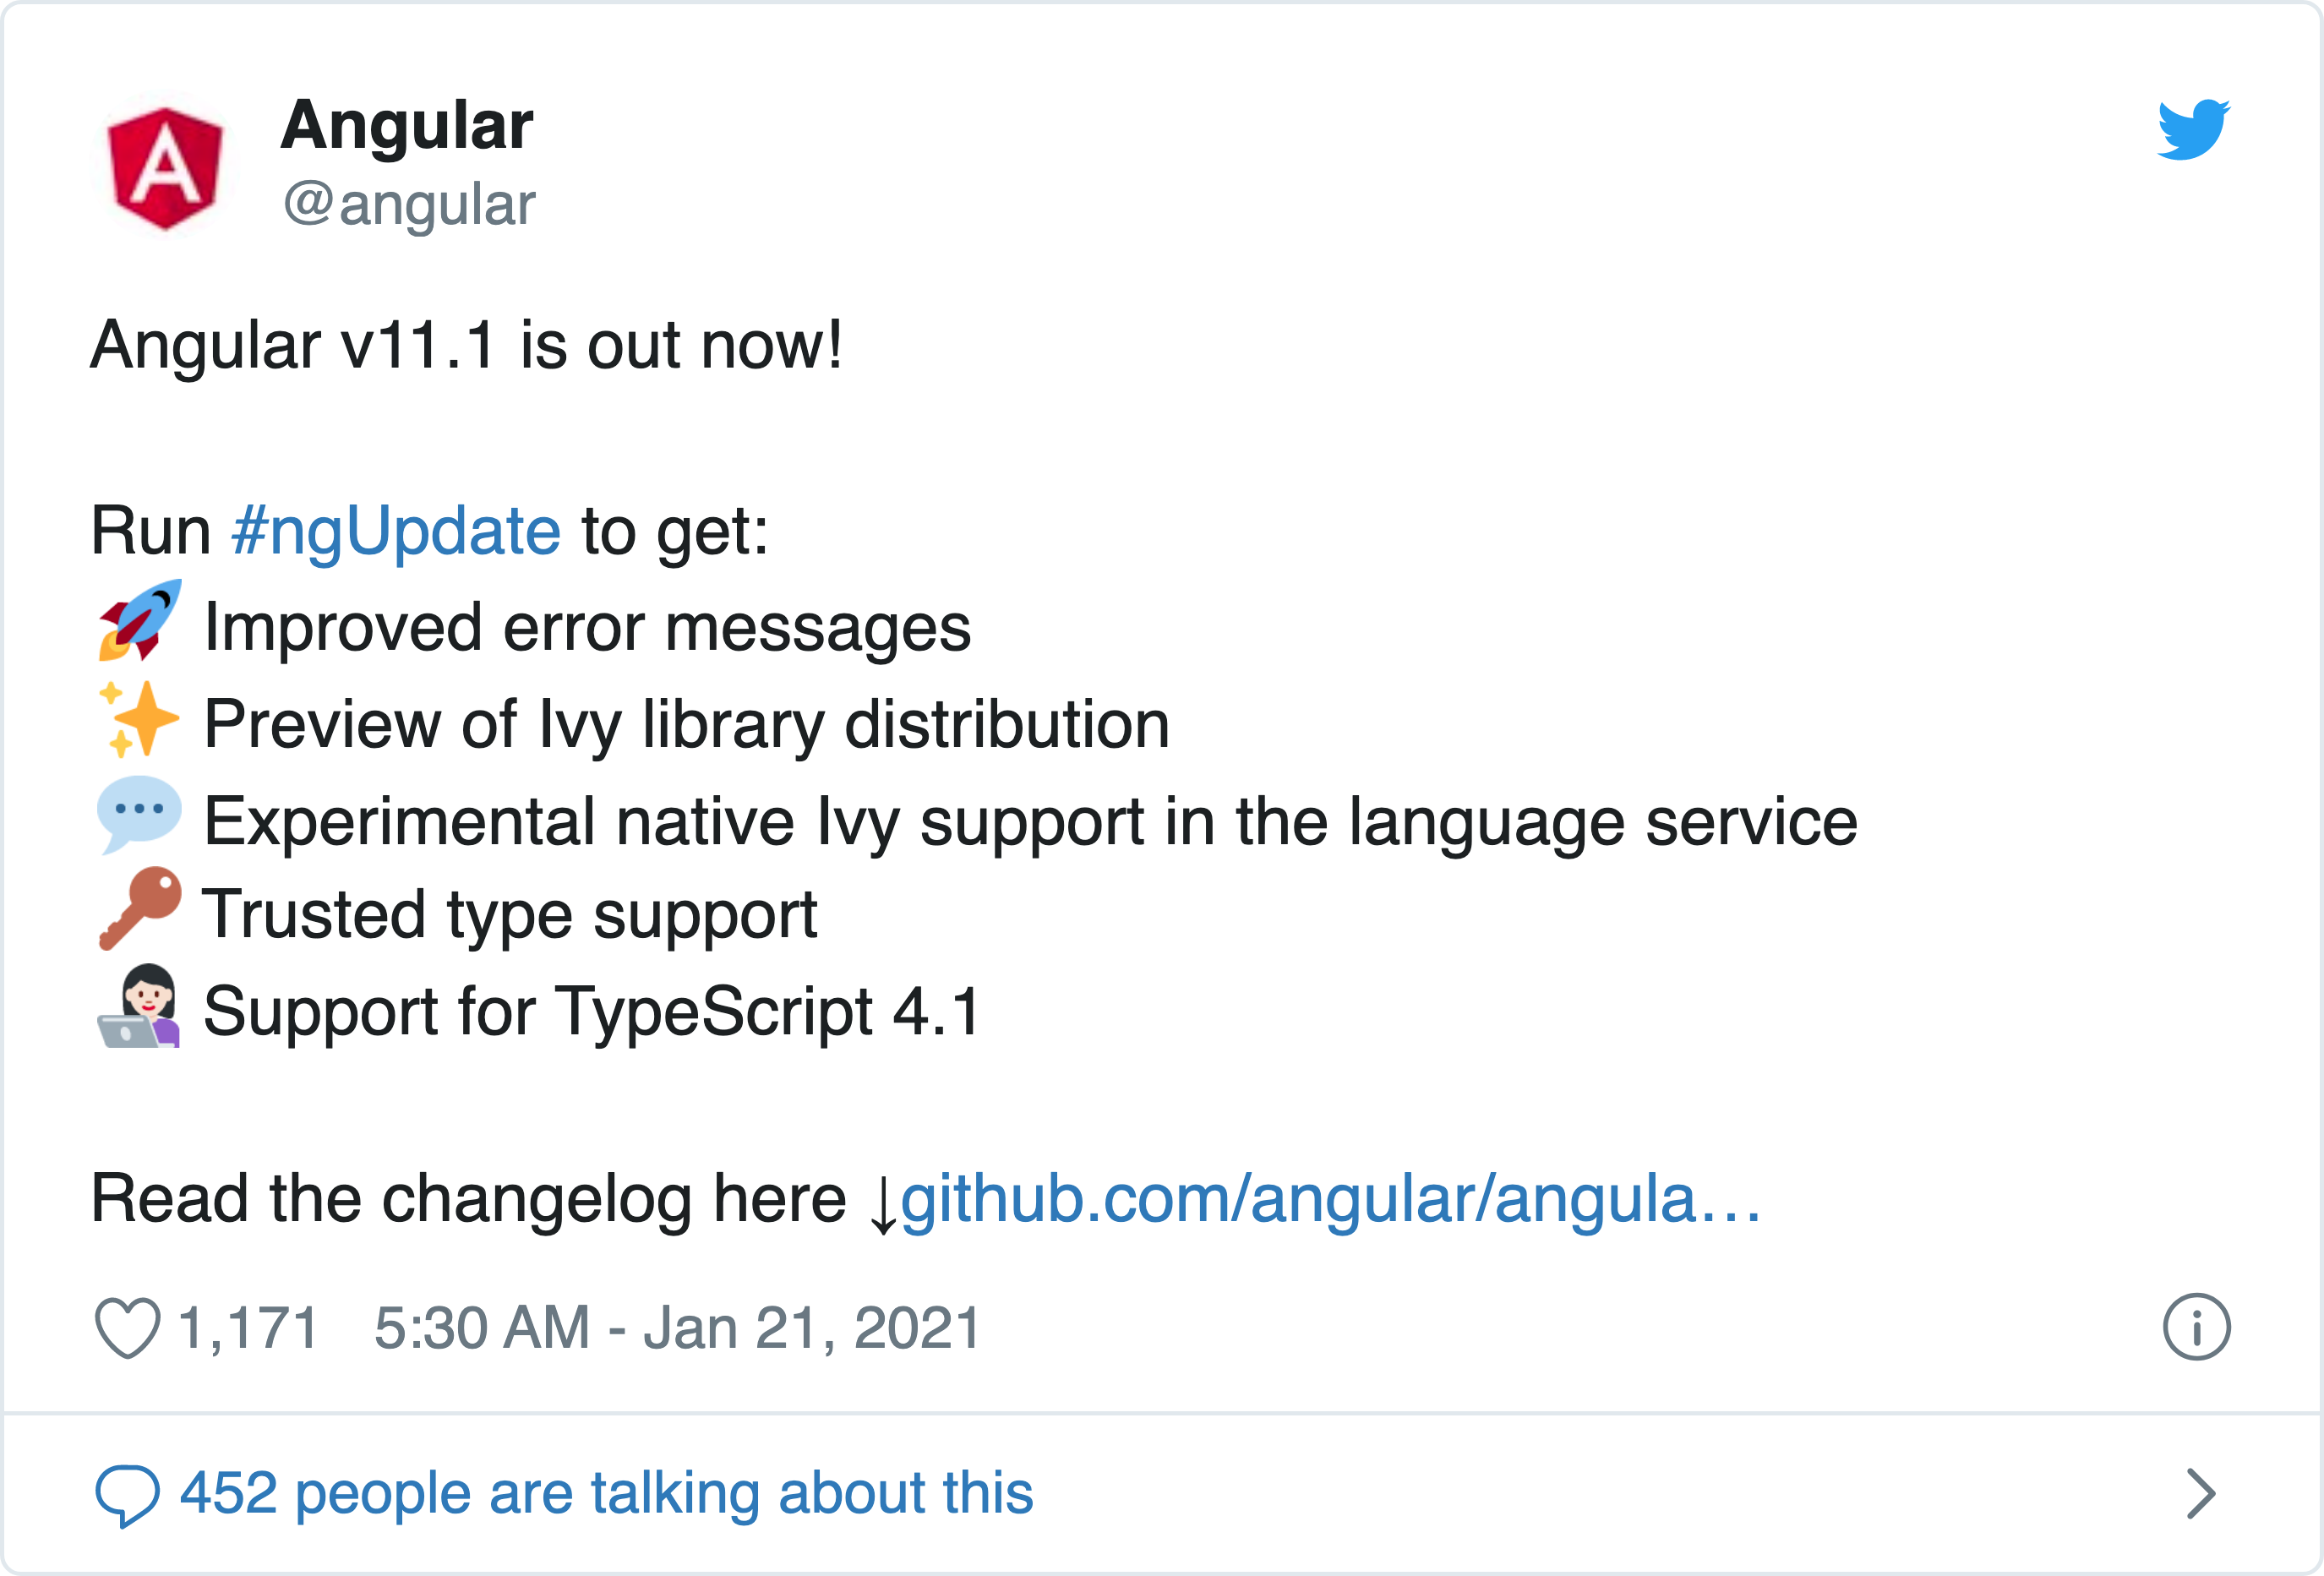 Angular
@angular
Angular v11.1 is out now!
Run #ngUpdate to get:
🚀 Improved error messages
✨ Preview of Ivy library distribution
💬 Experimental native Ivy support in the language service
🔑 Trusted type support
👩🏻‍💻 Support for TypeScript 4.1
Read the changelog here ↓github.com/angular/angula…
1,171 5:30 AM - Jan 21, 2021
452 people are talking about this